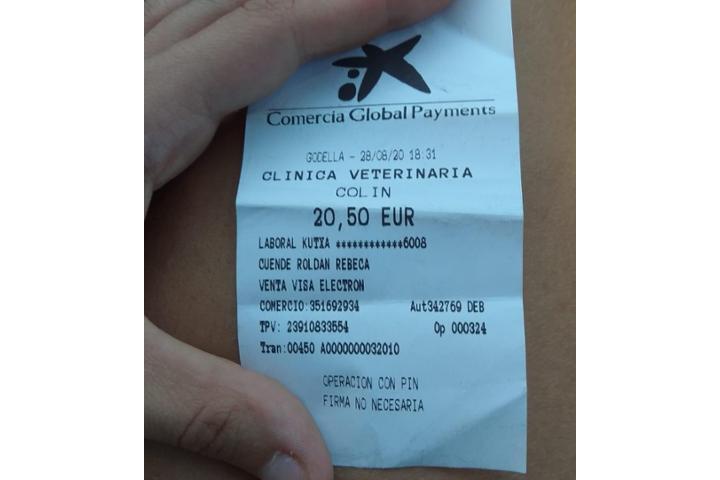 Comercia Global Payments
GODELLA - 28/08/20 18:31
CLINICA VETERINARIA
COLIN
20,50 EUR
LABORAL KUTXA ************6008
CUENDE ROLDAN REBECA
VENTA VISA ELECTRON
COMERCIO:351692934 Aut342769 DEB
TPV: 23910833554 Op 000324
Tran:00450 A0000000032010
OPERACION CON PIN
FIRMA NO NECESARIA